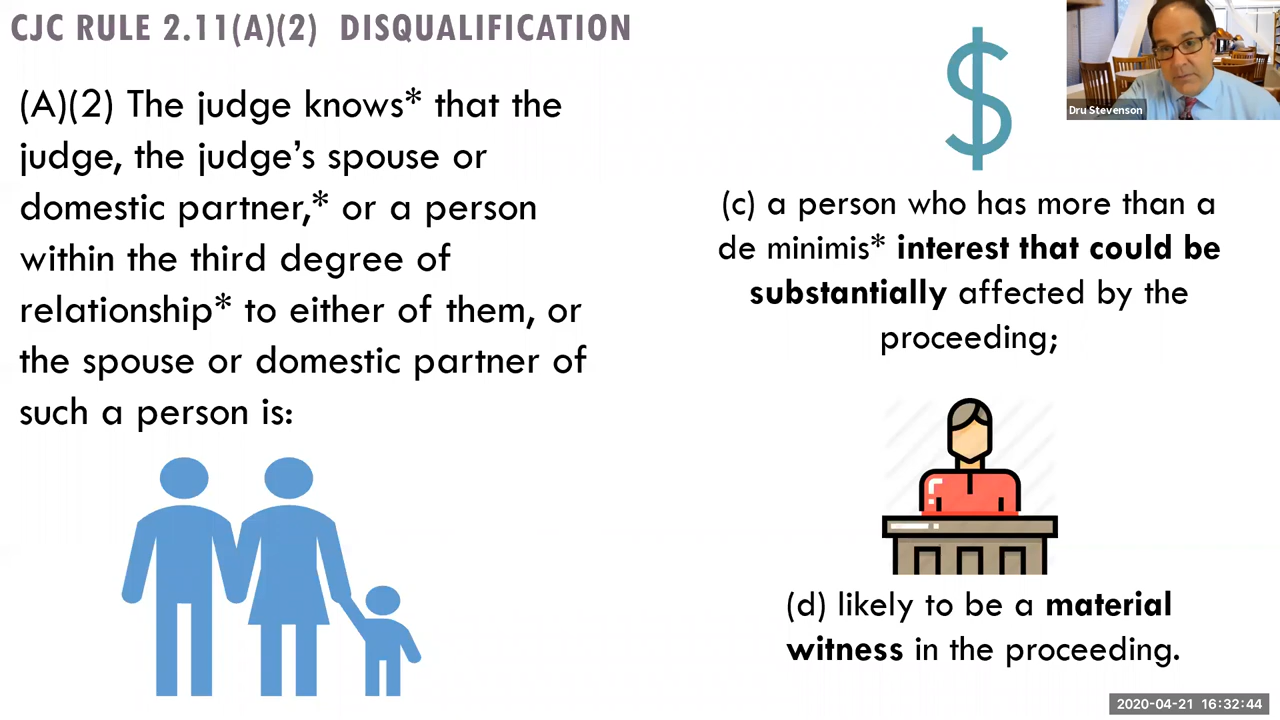 CJC RULE 2.11(A)(2) DISQUALIFICATION
(A)(2) The judge knows* that the
judge, the judge’s spouse or
domestic partner,* or a person
within the third degree of
relationship* to either of them, or
the spouse or domestic partner of
such a person is:
$
(c) a person who has more than a
de minimis* interest that could be
substantially affected by the
proceeding;
(d) likely to be a material
witness in the proceeding.
Dru Stevenson
2020-04-21 16:32:44